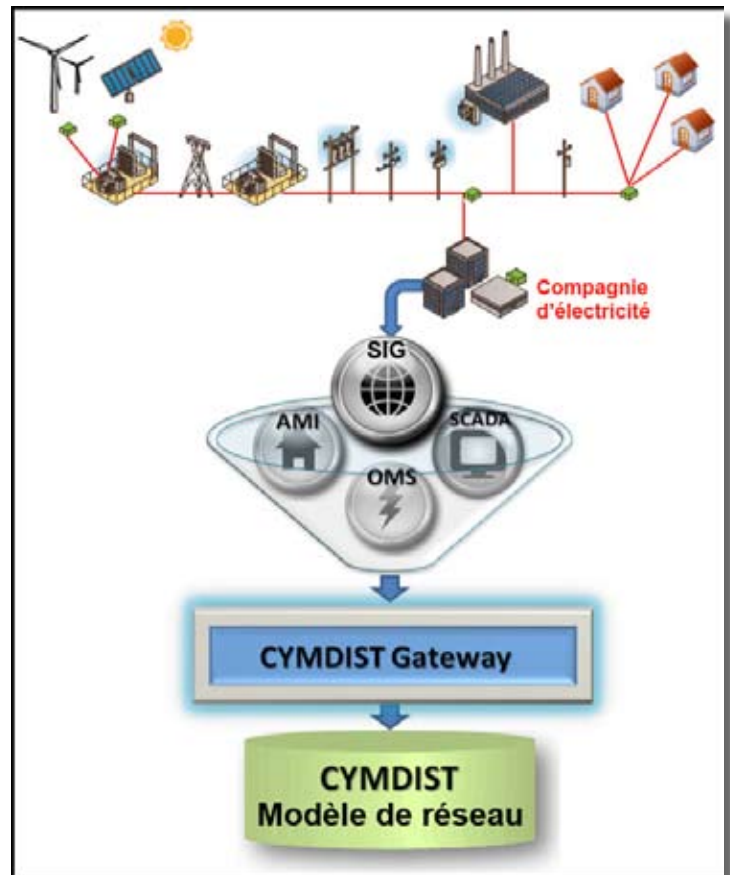 Compagnie
d'électricité
SIG
AMI
SCADA
OMS
CYMDIST Gateway
CYMDIST
Modèle de réseau